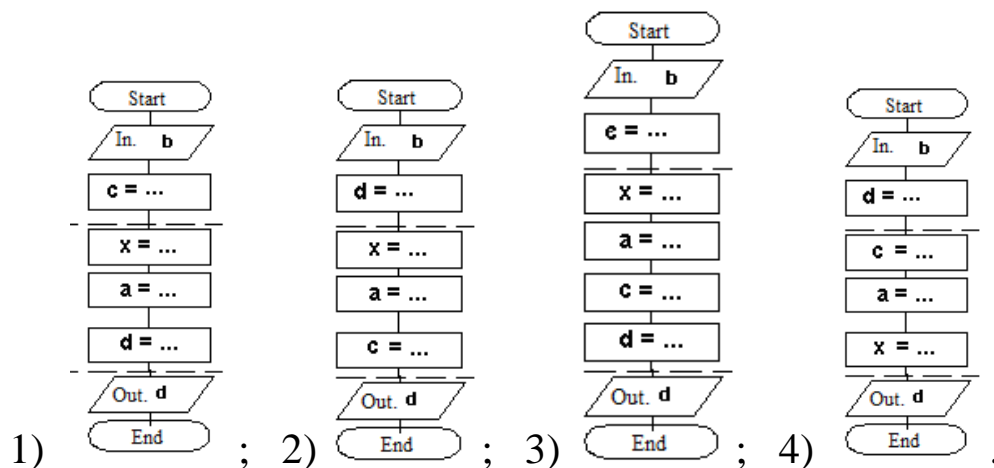 1)
Start
In. b
c = ...
x = ...
a = ...
d = ...
Out. d
End
;
2)
Start
In. b
d = ...
x = ...
a = ...
c = ...
Out. d
End
;
3)
Start
In. b
e = ...
x = ...
a = ...
c = ...
d = ...
Out. d
End
;
4)
Start
In. b
d = ...
c = ...
a = ...
x = ...
Out. d
End
.